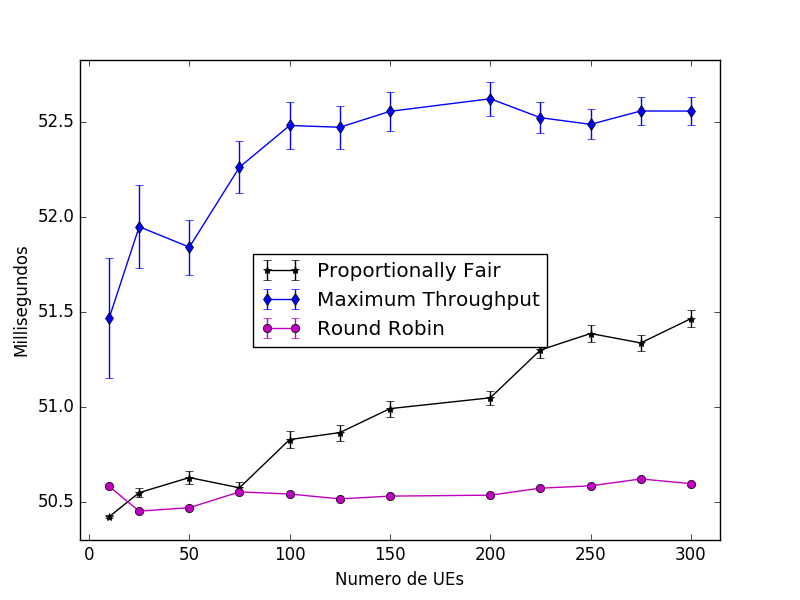 52.5
52.0
51.5
51.0
50.5
Millisegundos
Proportionally Fair
Maximum Throughput
Round Robin
0 50 100 150 200 250 300
Numero de UEs